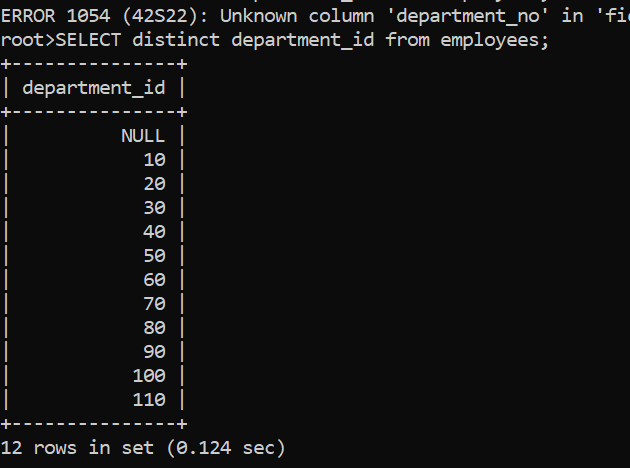 ERROR 1054 (42S22): Unknown column 'department_no' in 'fie
root>SELECT distinct department_id from employees;
+---------------+
| department_id |
+---------------+
|          NULL |
|            10 |
|            20 |
|            30 |
|            40 |
|            50 |
|            60 |
|            70 |
|            80 |
|            90 |
|           100 |
|           110 |
+---------------+
12 rows in set (0.124 sec)